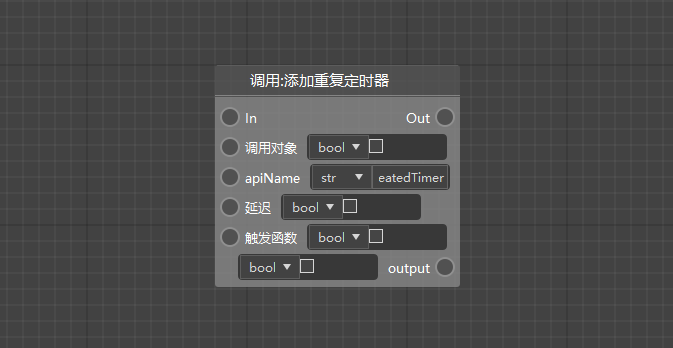 调用:添加重复定时器
In Out
调用对象 bool
apiName str eatedTimer
延迟 bool
触发函数 bool
bool output